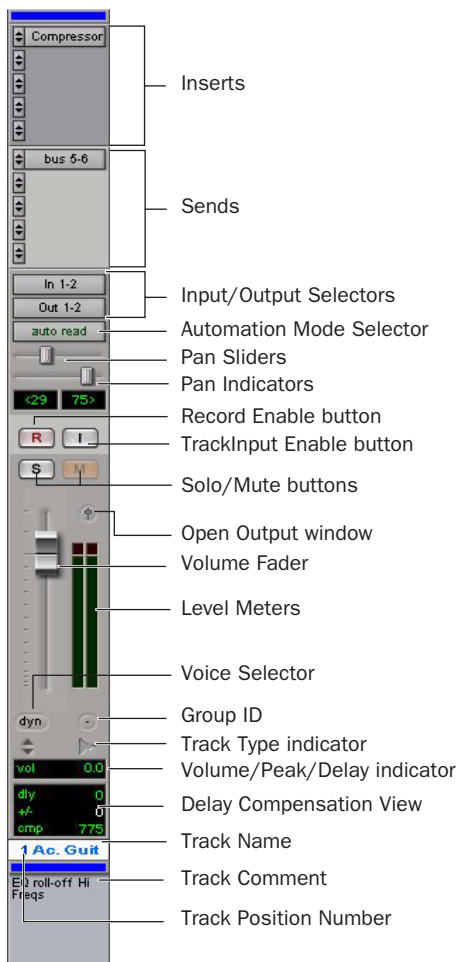 Compressor
Inserts
bus 5-6
Sends
In 1-2
Out 1-2
Input/Output Selectors
auto read
Automation Mode Selector
Pan Sliders
Pan Indicators
<29 75>
Record Enable button
R I
TrackInput Enable button
S M
Solo/Mute buttons
Open Output window
Volume Fader
Level Meters
Voice Selector
dyn
Group ID
Track Type indicator
vol 0.0
Volume/Peak/Delay indicator
dly 0
+/- 0
cmp 775
Delay Compensation View
1 Ac. Guit
Track Name
EQ roll-off Hi
Freqs
Track Comment
Track Position Number